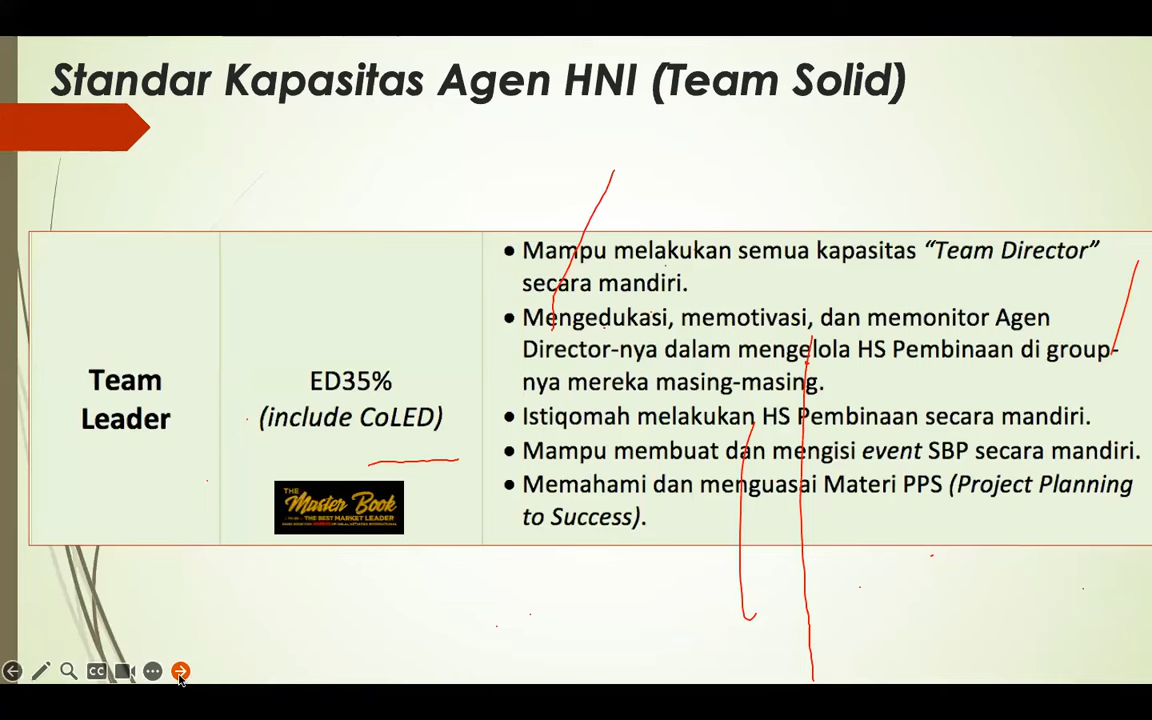 Standar Kapasitas Agen HNI (Team Solid)
Team
Leader
ED35%
(include CoLED)
THE
Master Book
THE BEST MARKET LEADER
• Mampu melakukan semua kapasitas “Team Director”
secara mandiri.
• Mengedukasi, memotivasi, dan memonitor Agen
Director-nya dalam mengelola HS Pembinaan di group-
nya mereka masing-masing.
• Istiqomah melakukan HS Pembinaan secara mandiri.
• Mampu membuat dan mengisi event SBP secara mandiri.
• Memahami dan menguasai Materi PPS (Project Planning
to Success).
CC